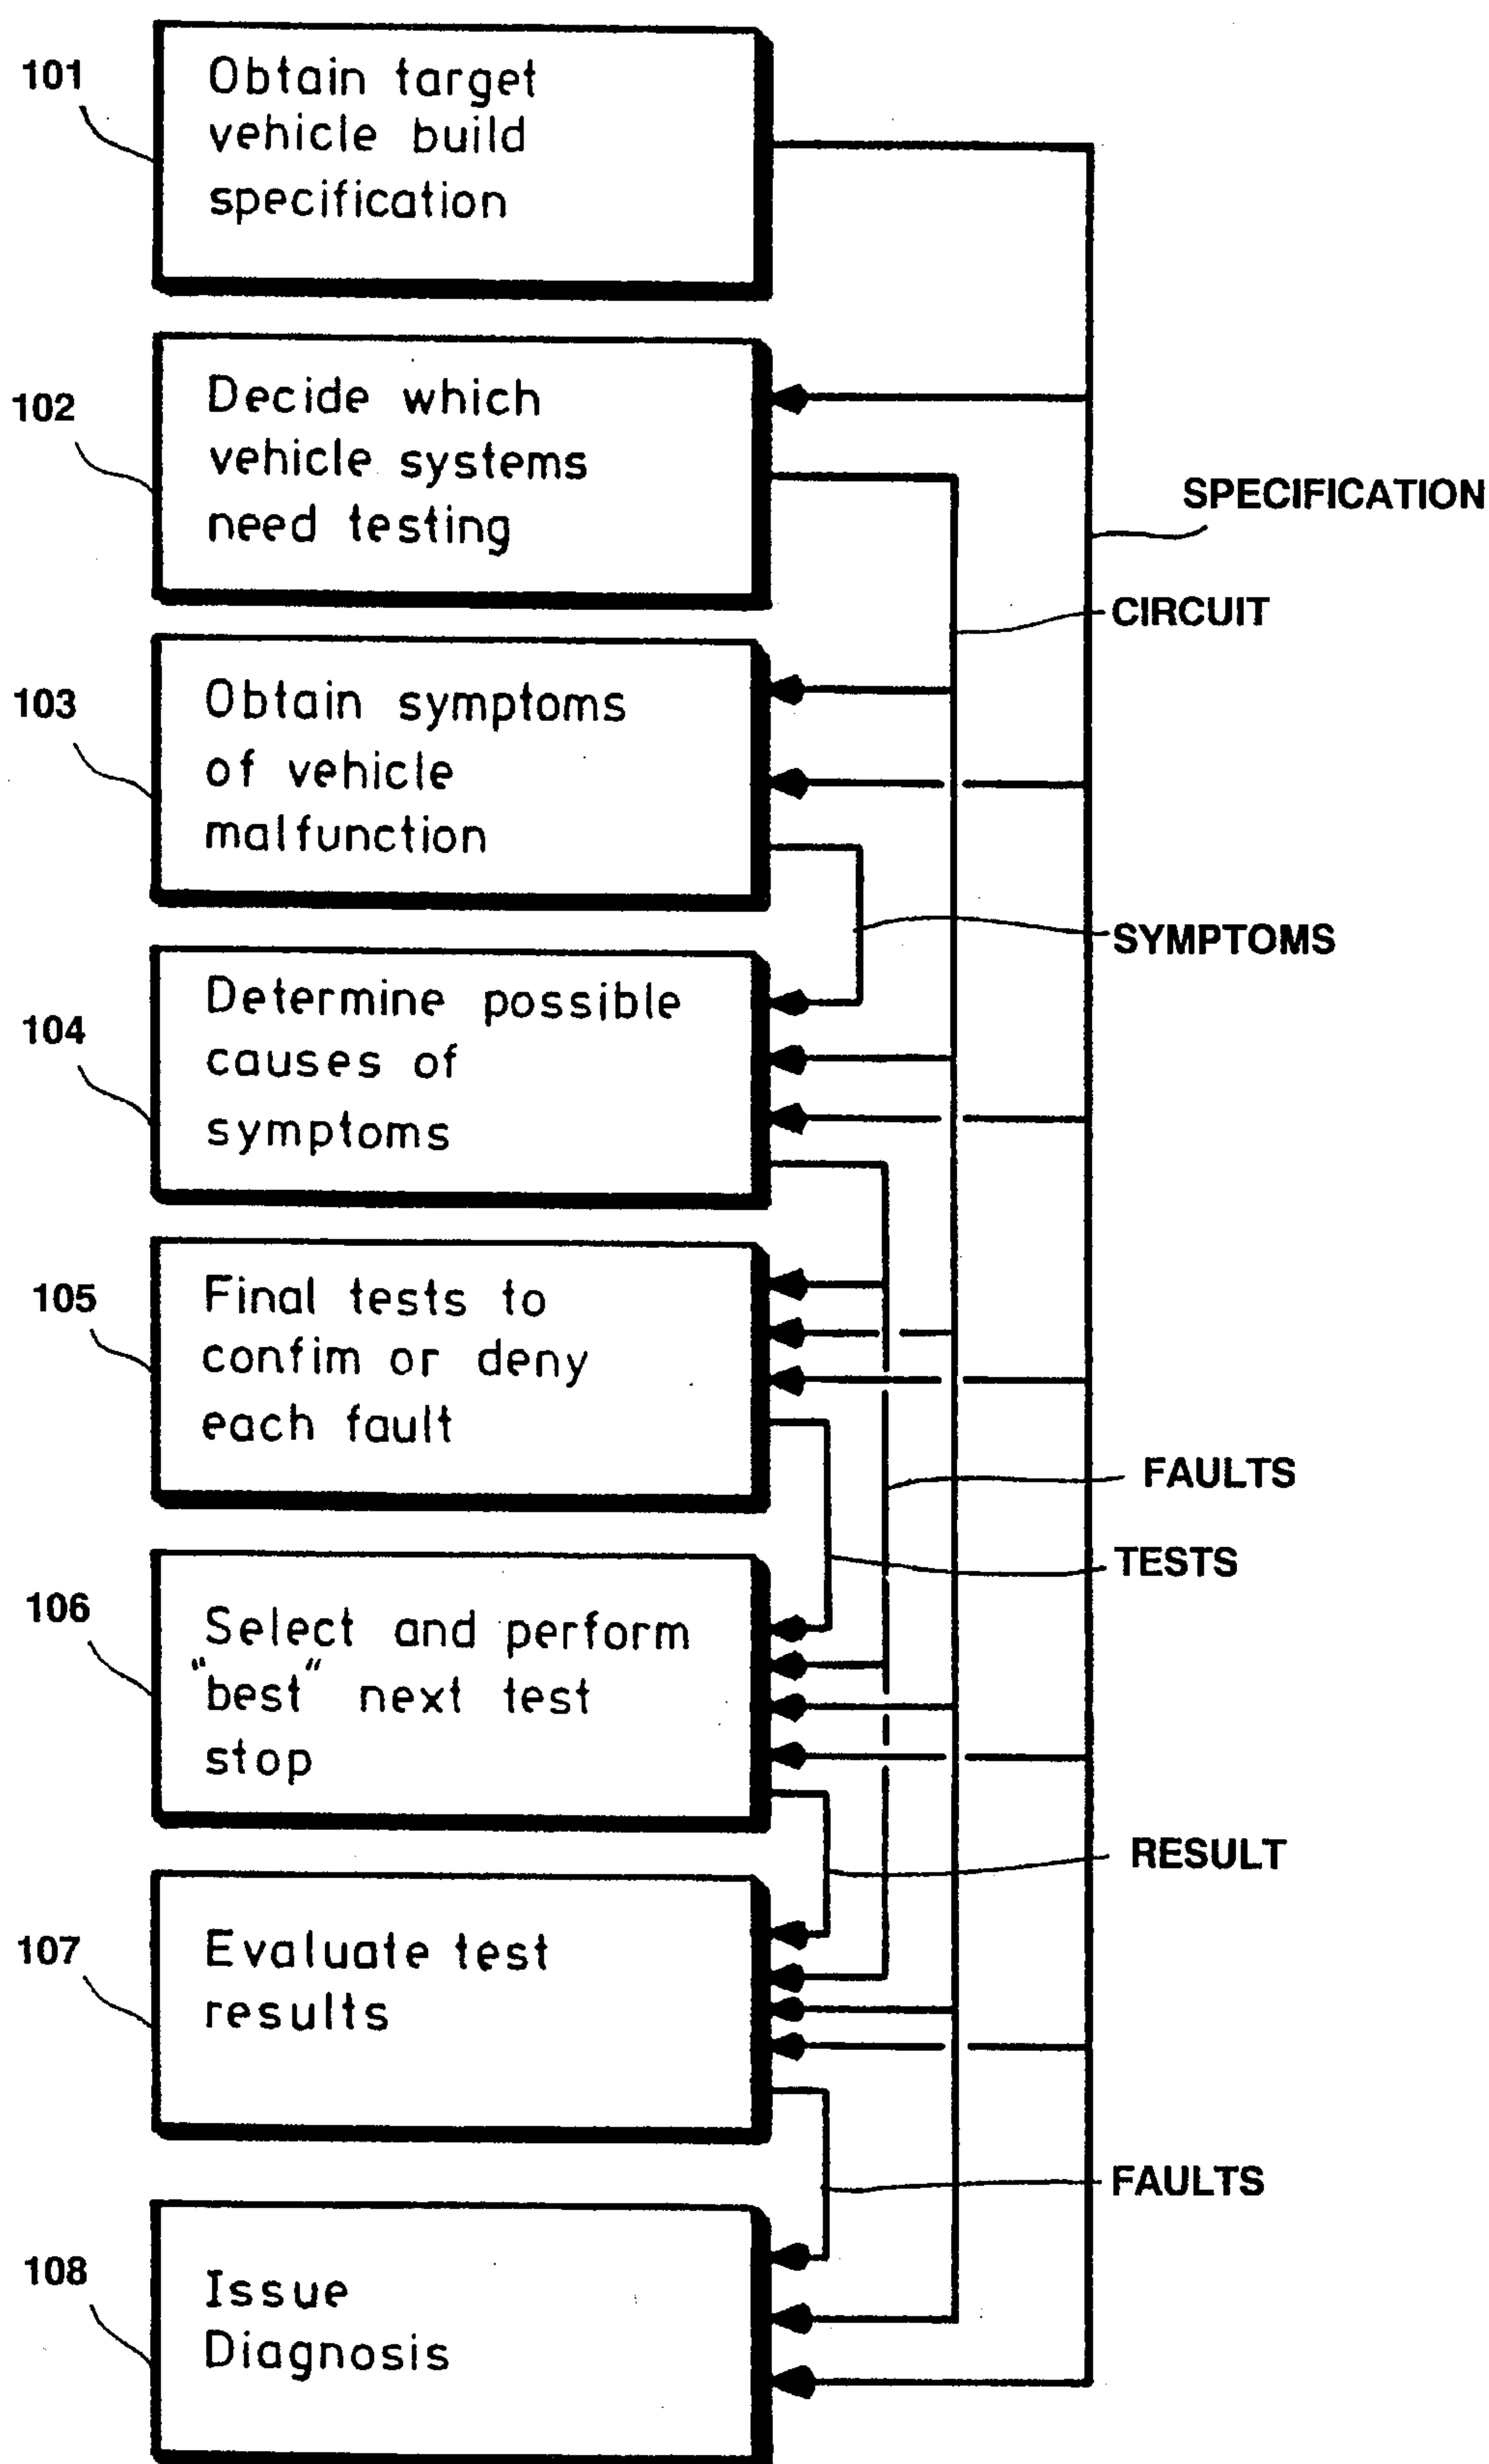 101
Obtain target
vehicle build
specification
102
Decide which
vehicle systems
need testing
SPECIFICATION
CIRCUIT
103
Obtain symptoms
of vehicle
malfunction
SYMPTOMS
104
Determine possible
causes of
symptoms
105
Final tests to
confim or deny
each fault
FAULTS
TESTS
106
Select and perform
"best" next test
stop
RESULT
107
Evaluate test
results
FAULTS
108
Issue
Diagnosis